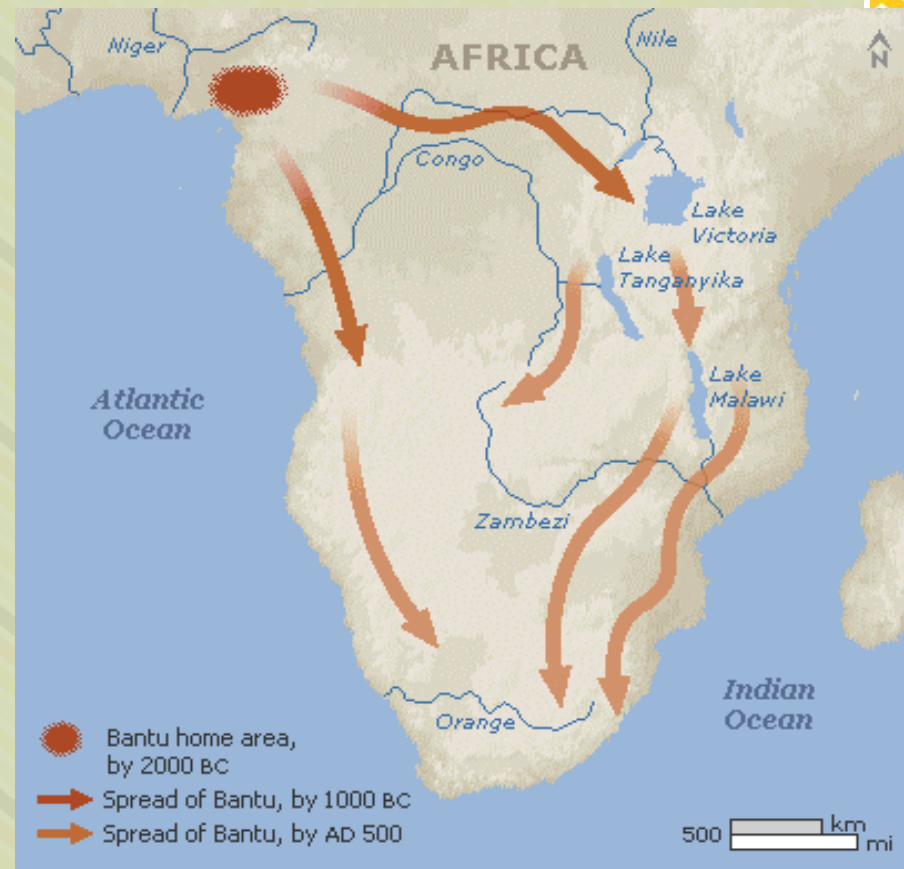 Niger
Nile
AFRICA
N
Congo
Lake
Victoria
Lake
Tanganyika
Lake
Malawi
Atlantic
Ocean
Zambezi
Indian
Ocean
Orange
Bantu home area,
by 2000 BC
Spread of Bantu, by 1000 BC
Spread of Bantu, by AD 500
500 km
mi